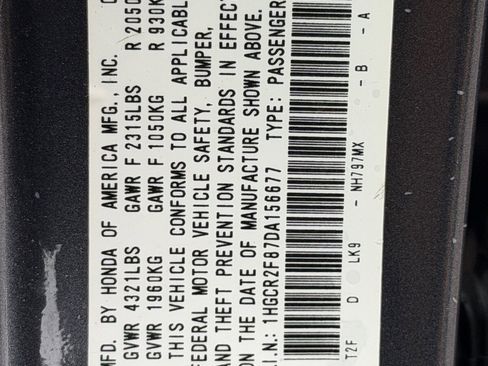 MFD. BY HONDA OF AMERICA MFG., INC.
GVWR 4321LBS GAWR F 2315LBS R 2050
GVWR 1960KG GAWR F 1050KG R 930K
THIS VEHICLE CONFORMS TO ALL APPLICABLE
FEDERAL MOTOR VEHICLE SAFETY, BUMPER,
AND THEFT PREVENTION STANDARDS IN EFFECT
ON THE DATE OF MANUFACTURE SHOWN ABOVE.
.I.N.: 1HGCR2F87DA156677 TYPE: PASSENGER
T2F D LK9 - NH797MX - B - A